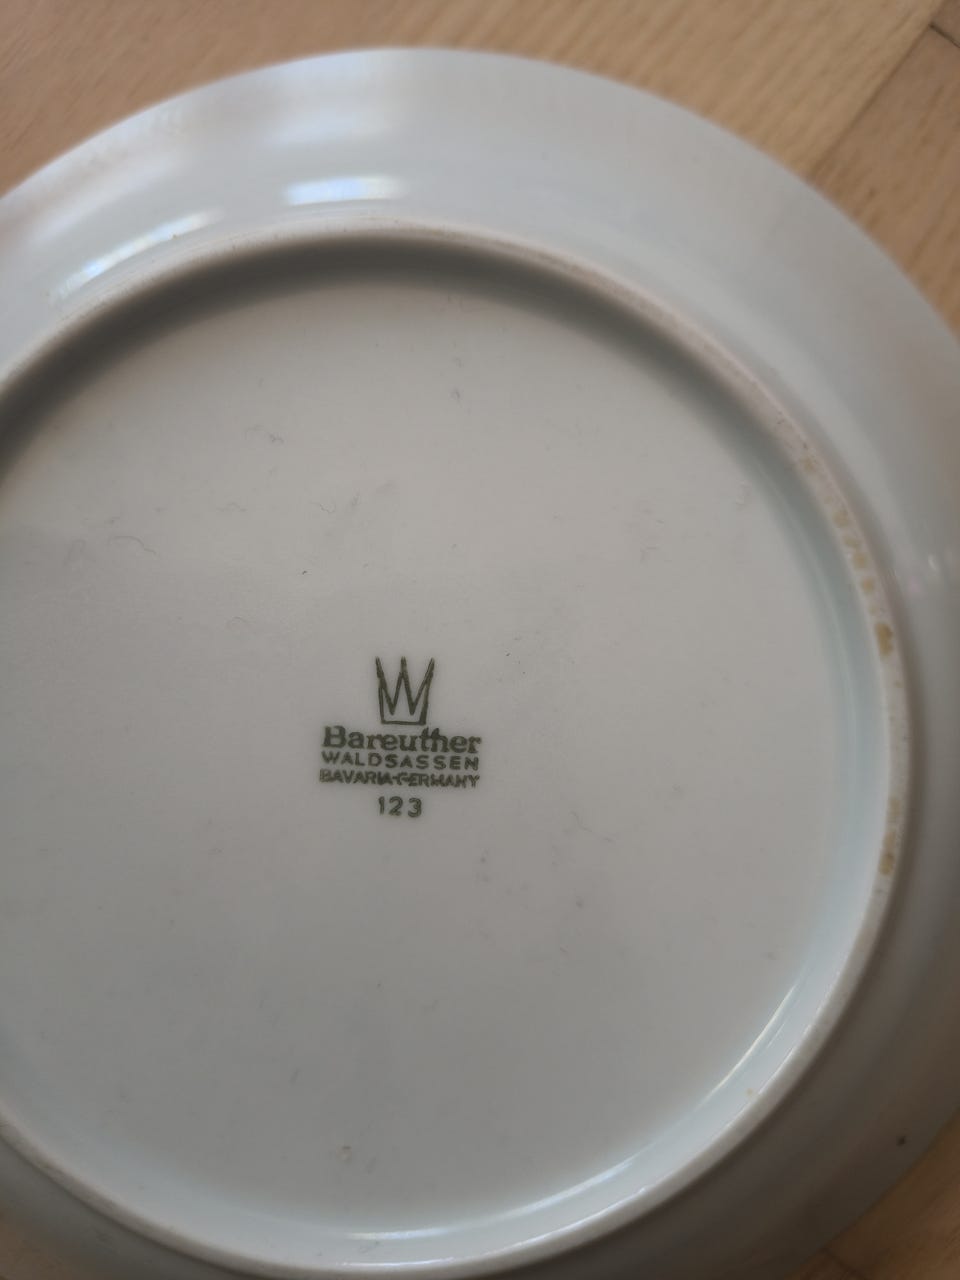 Bareuther
WALDSASSEN
BAVARIA-GERMANY
123